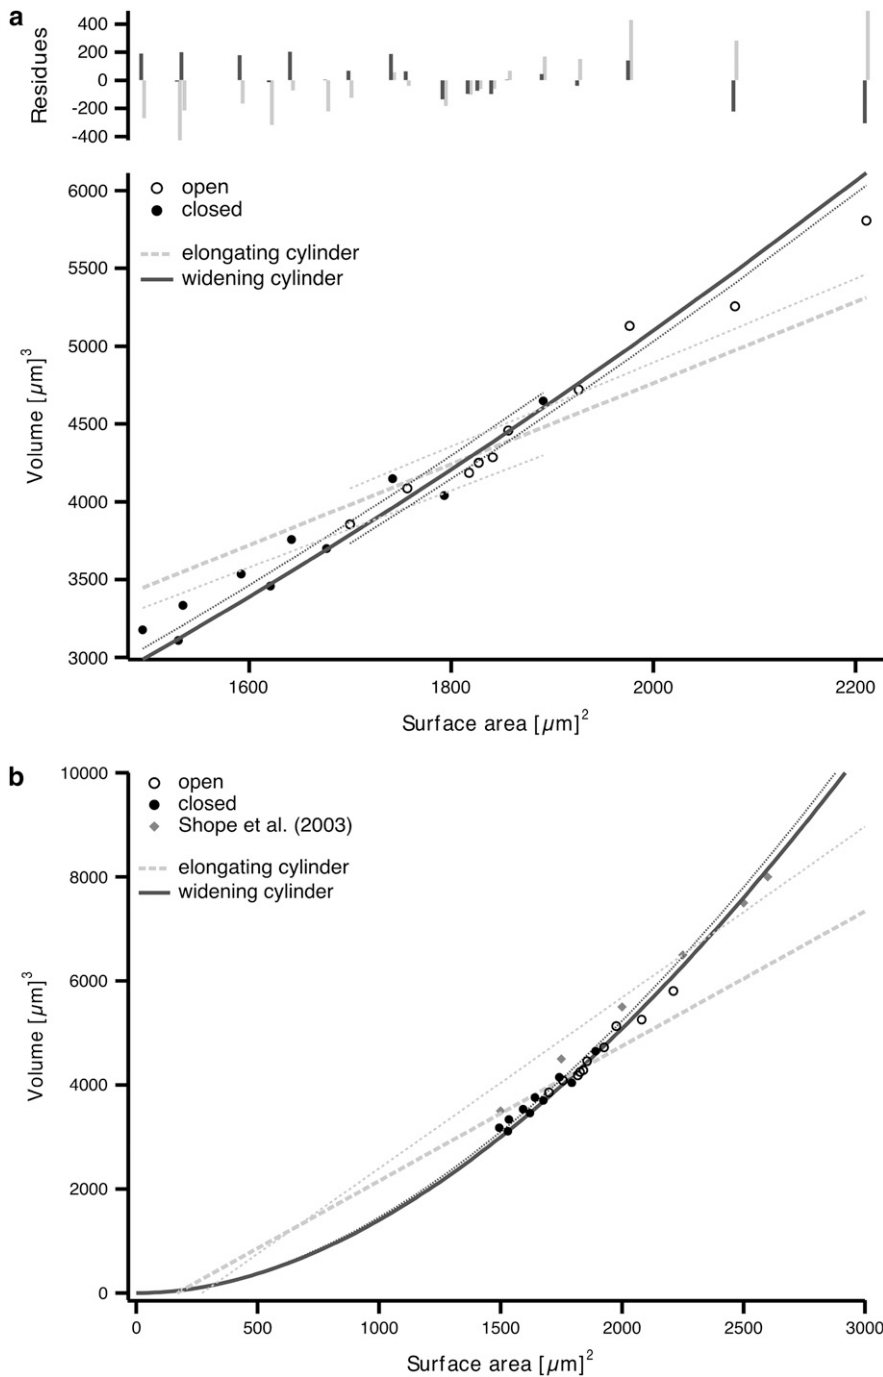 a
400
200
0
-200
-400
Residues
6000
5500
5000
4500
4000
3500
3000
Volume [µm]³
open
closed
elongating cylinder
widening cylinder
1600 1800 2000 2200
Surface area [µm]²
b
10000
8000
6000
4000
2000
0
Volume [µm]³
open
closed
Shope et al. (2003)
elongating cylinder
widening cylinder
0 500 1000 1500 2000 2500 3000
Surface area [µm]²